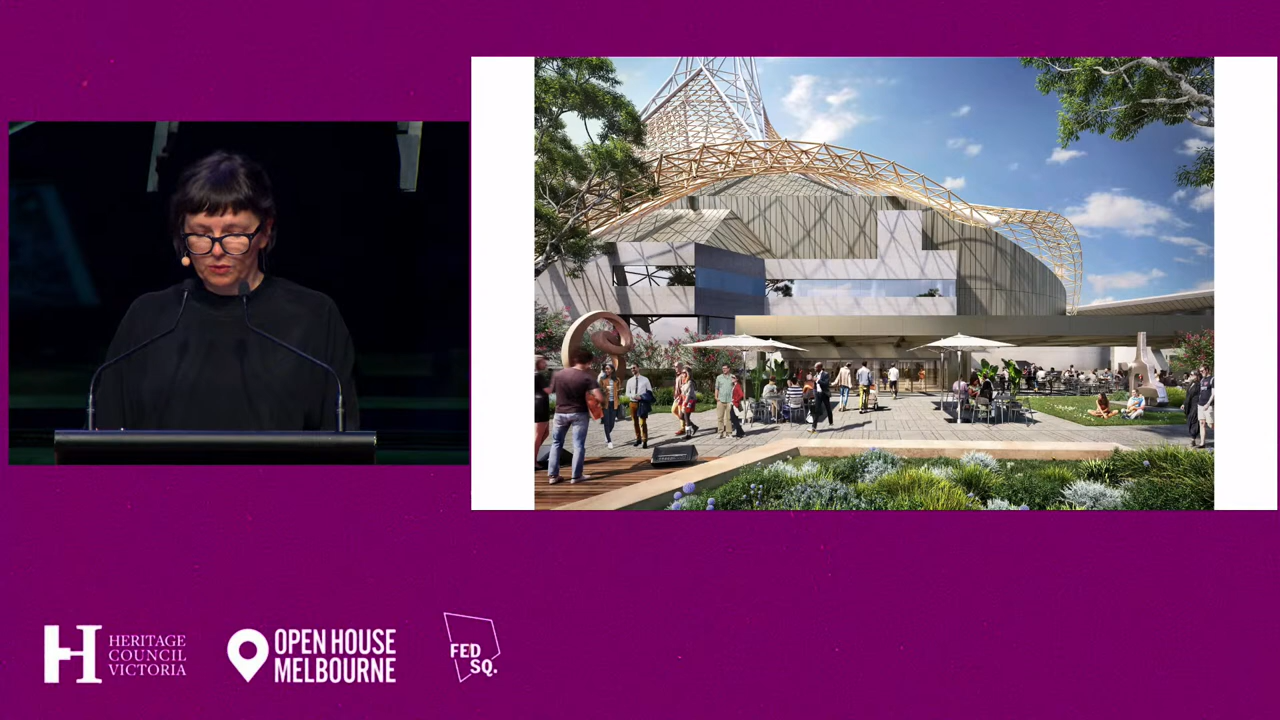 HERITAGE
COUNCIL
VICTORIA
OPEN HOUSE
MELBOURNE
FED
SQ.